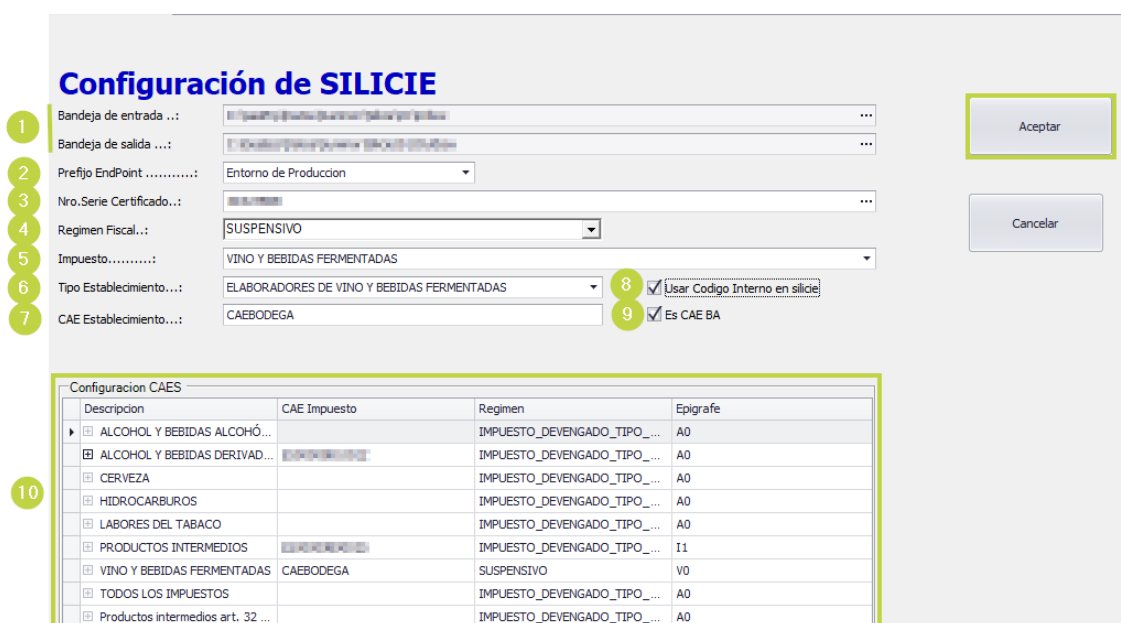 Configuración de SILICIE
1
Bandeja de entrada ..:
...
Aceptar
Bandeja de salida ...:
...
2 Prefijo EndPoint ...........: Entorno de Produccion
3 Nro.Serie Certificado..:
...
4 Regimen Fiscal..: SUSPENSIVO
Cancelar
5 Impuesto..........: VINO Y BEBIDAS FERMENTADAS
6 Tipo Establecimiento...: ELABORADORES DE VINO Y BEBIDAS FERMENTADAS 8 Usar Codigo Interno en silicie
7 CAE Establecimiento...: CAEBODEGA 9 Es CAE BA
Configuracion CAES
Descripcion CAE Impuesto Regimen Epigrafe
ALCOHOL Y BEBIDAS ALCOHÓ... IMPUESTO_DEVENGADO_TIPO_... A0
ALCOHOL Y BEBIDAS DERIVAD... IMPUESTO_DEVENGADO_TIPO_... A0
CERVEZA IMPUESTO_DEVENGADO_TIPO_... A0
10
HIDROCARBUROS IMPUESTO_DEVENGADO_TIPO_... A0
LABORES DEL TABACO IMPUESTO_DEVENGADO_TIPO_... A0
PRODUCTOS INTERMEDIOS IMPUESTO_DEVENGADO_TIPO_... I1
VINO Y BEBIDAS FERMENTADAS CAEBODEGA SUSPENSIVO V0
TODOS LOS IMPUESTOS IMPUESTO_DEVENGADO_TIPO_... A0
Productos intermedios art. 32 ... IMPUESTO_DEVENGADO_TIPO_... A0